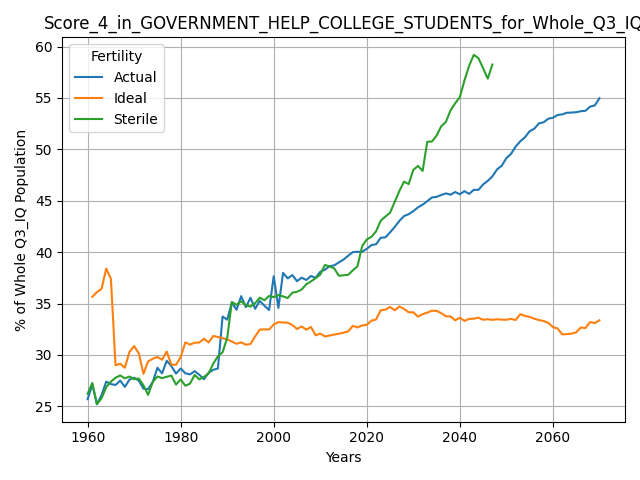 Score_4_in_GOVERNMENT_HELP_COLLEGE_STUDENTS_for_Whole_Q3_IQ
Fertility
Actual
Ideal
Sterile
% of Whole Q3_IQ Population
60
55
50
45
40
35
30
25
1960
1980
2000
2020
2040
2060
Years